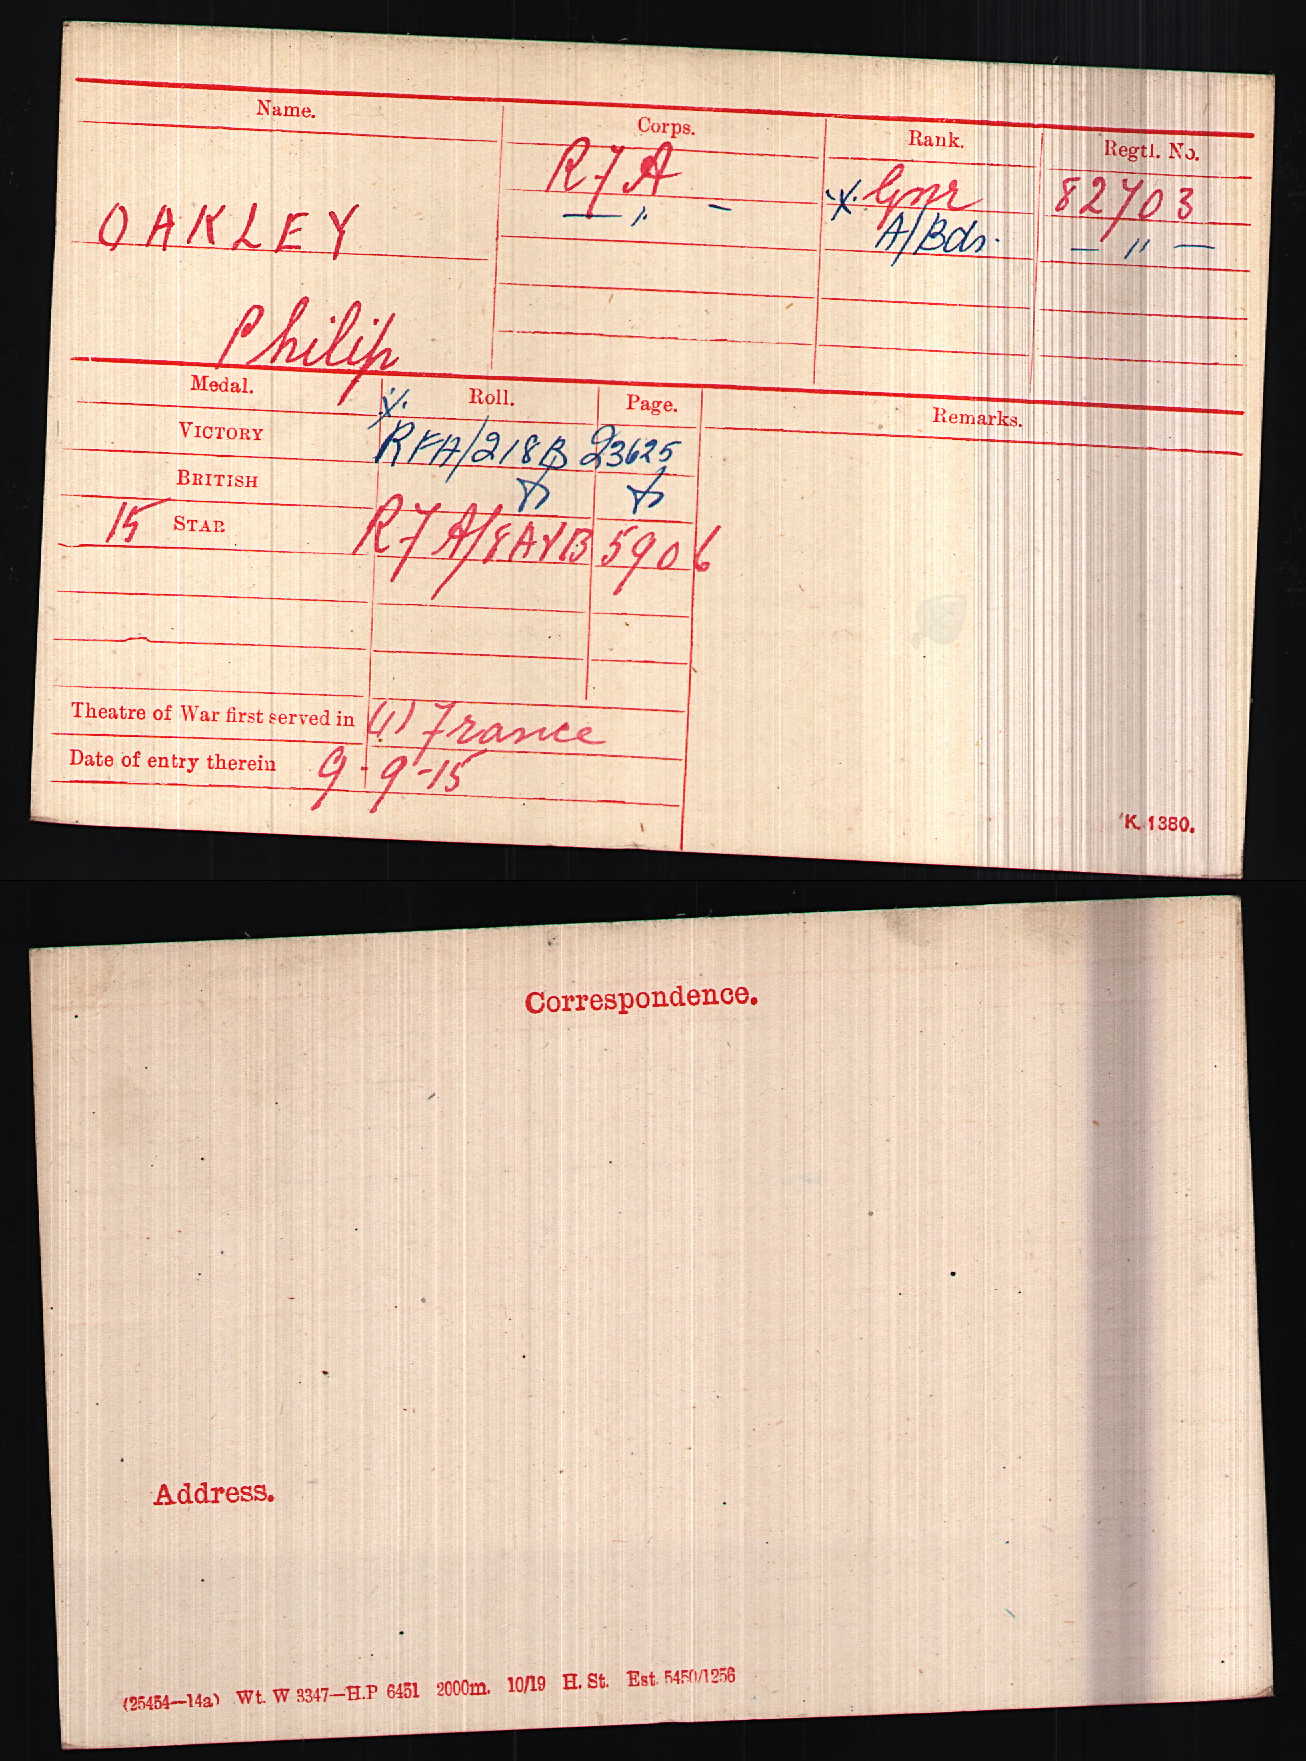 Name. Corps. Rank. Regtl. No.
OAKLEY
Philip
R F A X. Gnr 82703
— " — A/Bdr. — " —
Medal. X. Roll. Page. Remarks.
VICTORY RFA/218B 23625
BRITISH
15 STAR R F A/8A 5906
Theatre of War first served in (1) France
Date of entry therein 9-9-15
K. 1380.
Correspondence.
Address.
(25454—14a) Wt. W 3347—H.P 6451 2000m. 10/19 H. St. Est. 5450/1256